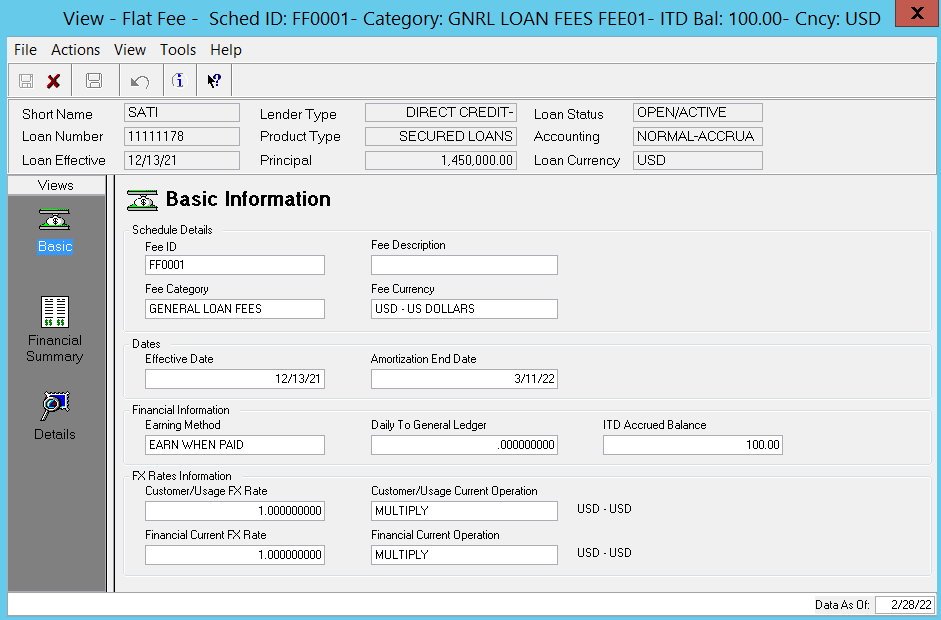 View - Flat Fee - Sched ID: FF0001- Category: GNRL LOAN FEES FEE01- ITD Bal: 100.00- Cncy: USD
File Actions View Tools Help
Short Name SATI Lender Type DIRECT CREDIT- Loan Status OPEN/ACTIVE
Loan Number 11111178 Product Type SECURED LOANS Accounting NORMAL-ACCRUA
Loan Effective 12/13/21 Principal 1,450,000.00 Loan Currency USD
Views
Basic
Financial
Summary
Details
Basic Information
Schedule Details
Fee ID Fee Description
FF0001
Fee Category Fee Currency
GENERAL LOAN FEES USD - US DOLLARS
Dates
Effective Date Amortization End Date
12/13/21 3/11/22
Financial Information
Earning Method Daily To General Ledger ITD Accrued Balance
EARN WHEN PAID .000000000 100.00
FX Rates Information
Customer/Usage FX Rate Customer/Usage Current Operation
1.000000000 MULTIPLY USD - USD
Financial Current FX Rate Financial Current Operation
1.000000000 MULTIPLY USD - USD
Data As Of: 2/28/22